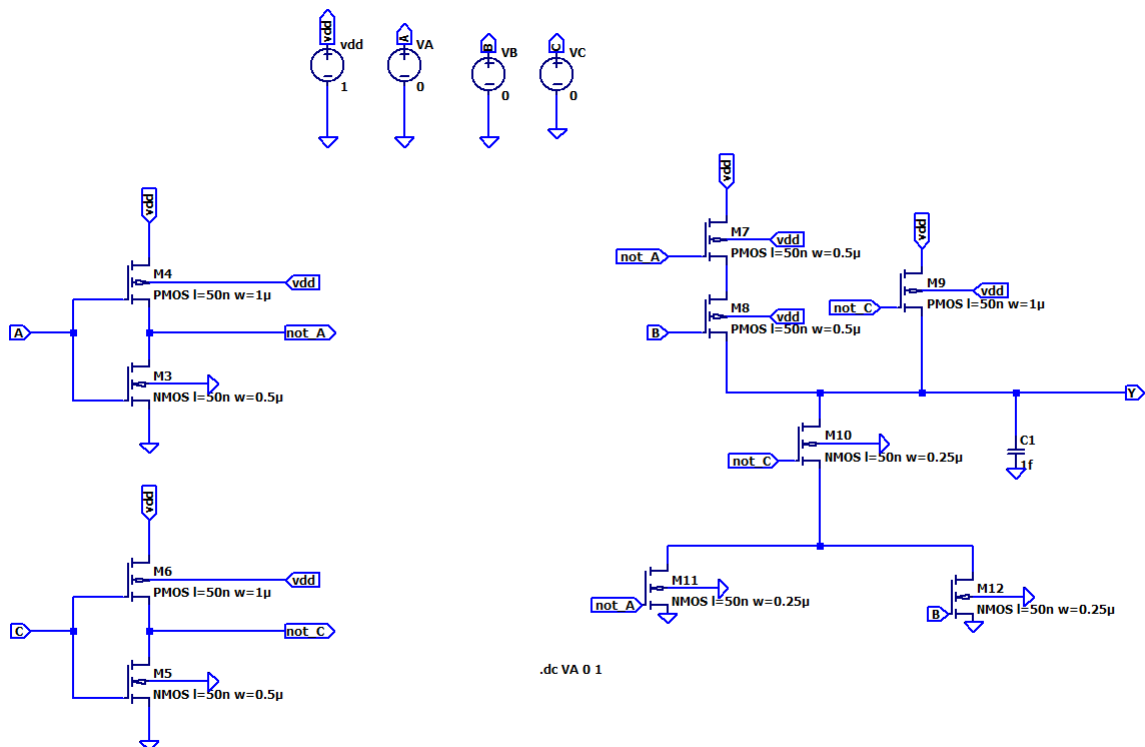 vdd
vdd
1
A
VA
0
B
VB
0
C
VC
0
vdd
M4
vdd
PMOS l=50n w=1µ
A
not_A
M3
NMOS l=50n w=0.5µ
vdd
M6
vdd
PMOS l=50n w=1µ
C
not_C
M5
NMOS l=50n w=0.5µ
vdd
M7
vdd
not_A
PMOS l=50n w=0.5µ
M8
vdd
B
PMOS l=50n w=0.5µ
vdd
M9
vdd
not_C
PMOS l=50n w=1µ
Y
M10
not_C
NMOS l=50n w=0.25µ
C1
1f
M11
not_A
NMOS l=50n w=0.25µ
M12
B
NMOS l=50n w=0.25µ
.dc VA 0 1